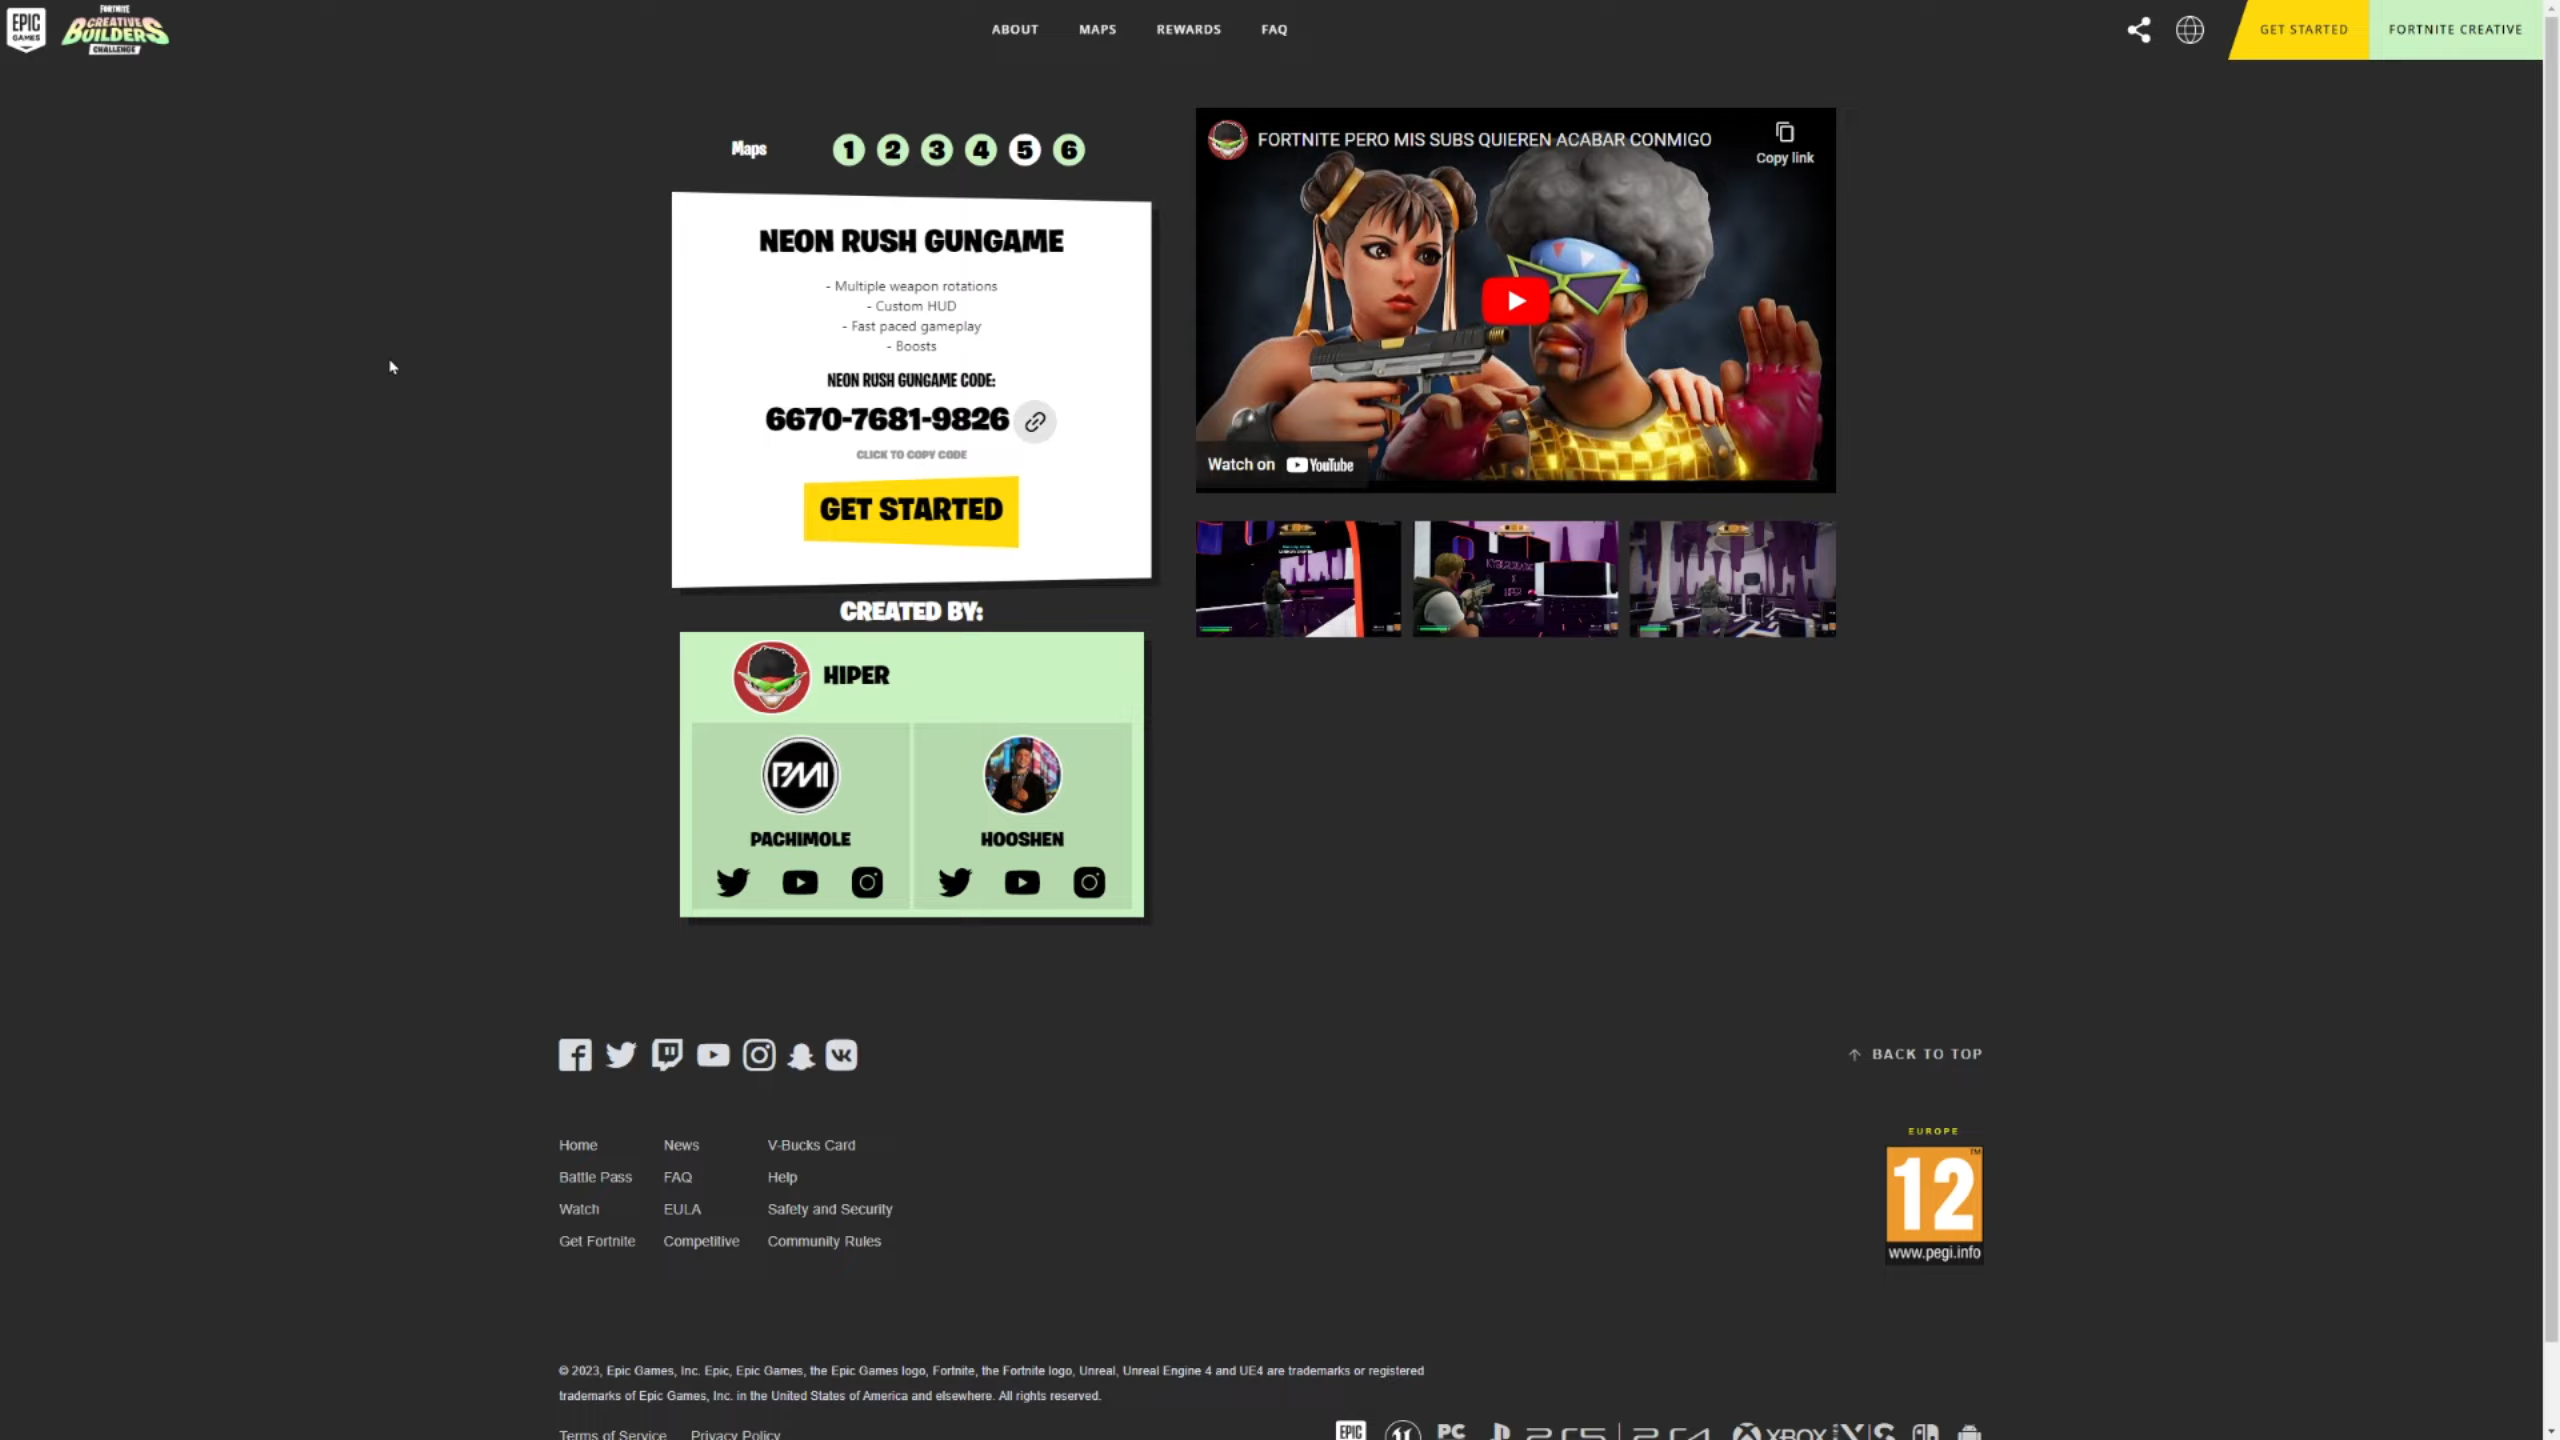 EPIC GAMES
FORTNITE
CREATIVE
BUILDERS
CHALLENGE
ABOUT
MAPS
REWARDS
FAQ
GET STARTED
FORTNITE CREATIVE
Maps
1
2
3
4
5
6
NEON RUSH GUNGAME
- Multiple weapon rotations
- Custom HUD
- Fast paced gameplay
- Boosts
NEON RUSH GUNGAME CODE:
6670-7681-9826
CLICK TO COPY CODE
GET STARTED
FORTNITE PERO MIS SUBS QUIEREN ACABAR CONMIGO
Copy link
Watch on YouTube
CREATED BY:
HIPER
PMI
PACHIMOLE
HOOSHEN
BACK TO TOP
Home
News
V-Bucks Card
Battle Pass
FAQ
Help
Watch
EULA
Safety and Security
Get Fortnite
Competitive
Community Rules
EUROPE
12
TM
www.pegi.info
© 2023, Epic Games, Inc. Epic, Epic Games, the Epic Games logo, Fortnite, the Fortnite logo, Unreal, Unreal Engine 4 and UE4 are trademarks or registered
trademarks of Epic Games, Inc. in the United States of America and elsewhere. All rights reserved.
Terms of Service
Privacy Policy
EPIC
PC
PS5
PS4
XBOX